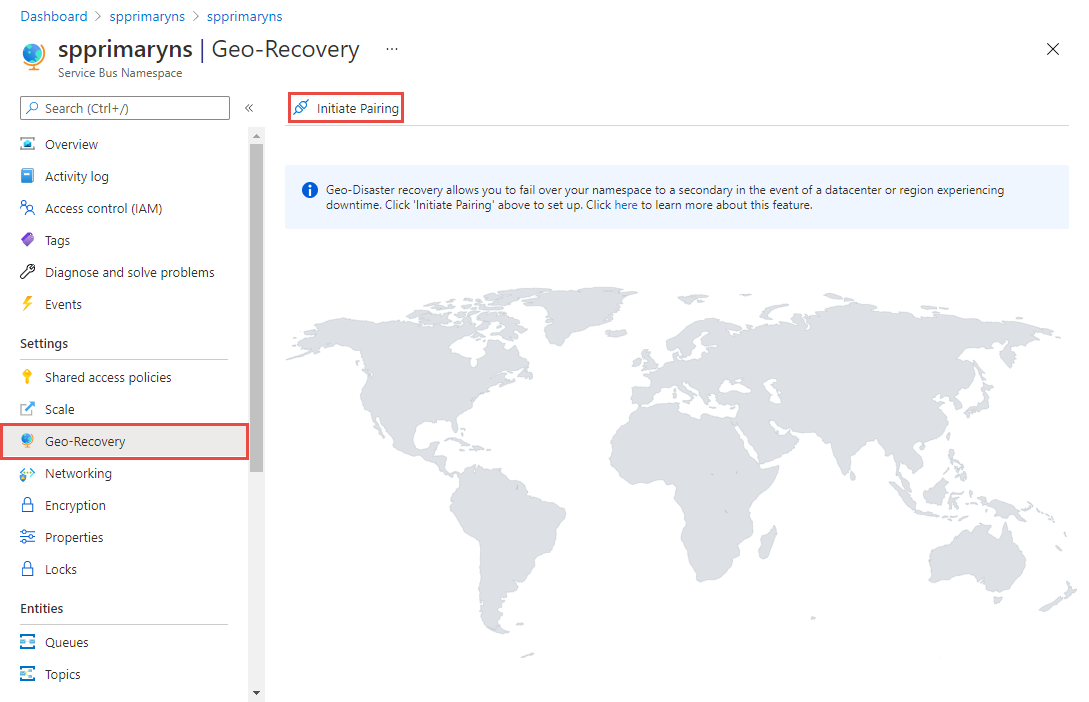 Dashboard > spprimaryns > spprimaryns
spprimaryns | Geo-Recovery ...
Service Bus Namespace
Search (Ctrl+/)
«
Initiate Pairing
Overview
Activity log
Access control (IAM)
Tags
Diagnose and solve problems
Events
Settings
Shared access policies
Scale
Geo-Recovery
Networking
Encryption
Properties
Locks
Entities
Queues
Topics
Geo-Disaster recovery allows you to fail over your namespace to a secondary in the event of a datacenter or region experiencing
downtime. Click 'Initiate Pairing' above to set up. Click here to learn more about this feature.